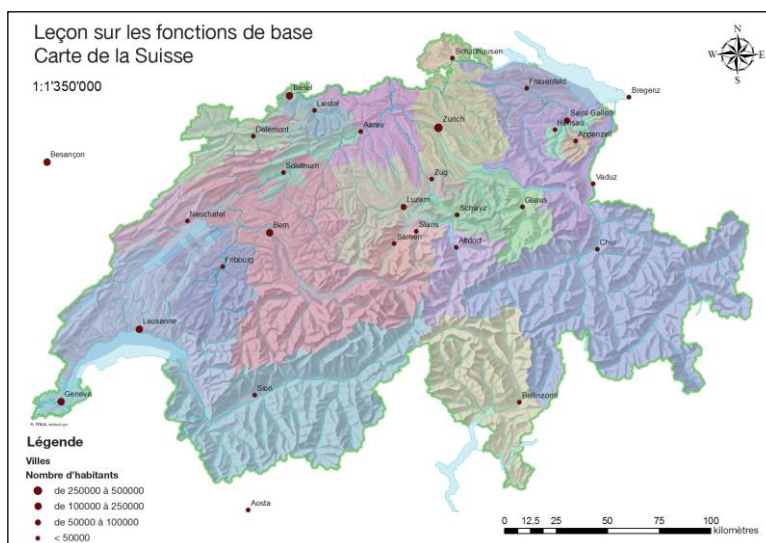 Leçon sur les fonctions de base
Carte de la Suisse
1:1'350'000
N
W
E
S
Schaffhausen
Frauenfeld
Bregenz
Basel
Liestal
Delemont
Aarau
Zürich
Saint-Gallen
Herisau
Appenzell
Besançon
Solothurn
Zug
Luzern
Schwyz
Glarus
Vaduz
Neuchatel
Bern
Stans
Sarnen
Altdorf
Chur
Fribourg
Lausanne
Sion
Bellinzona
Geneva
Aosta
Légende
Villes
Nombre d'habitants
de 250000 à 500000
de 100000 à 250000
de 50000 à 100000
< 50000
0 12,5 25 50 75 100
kilomètres